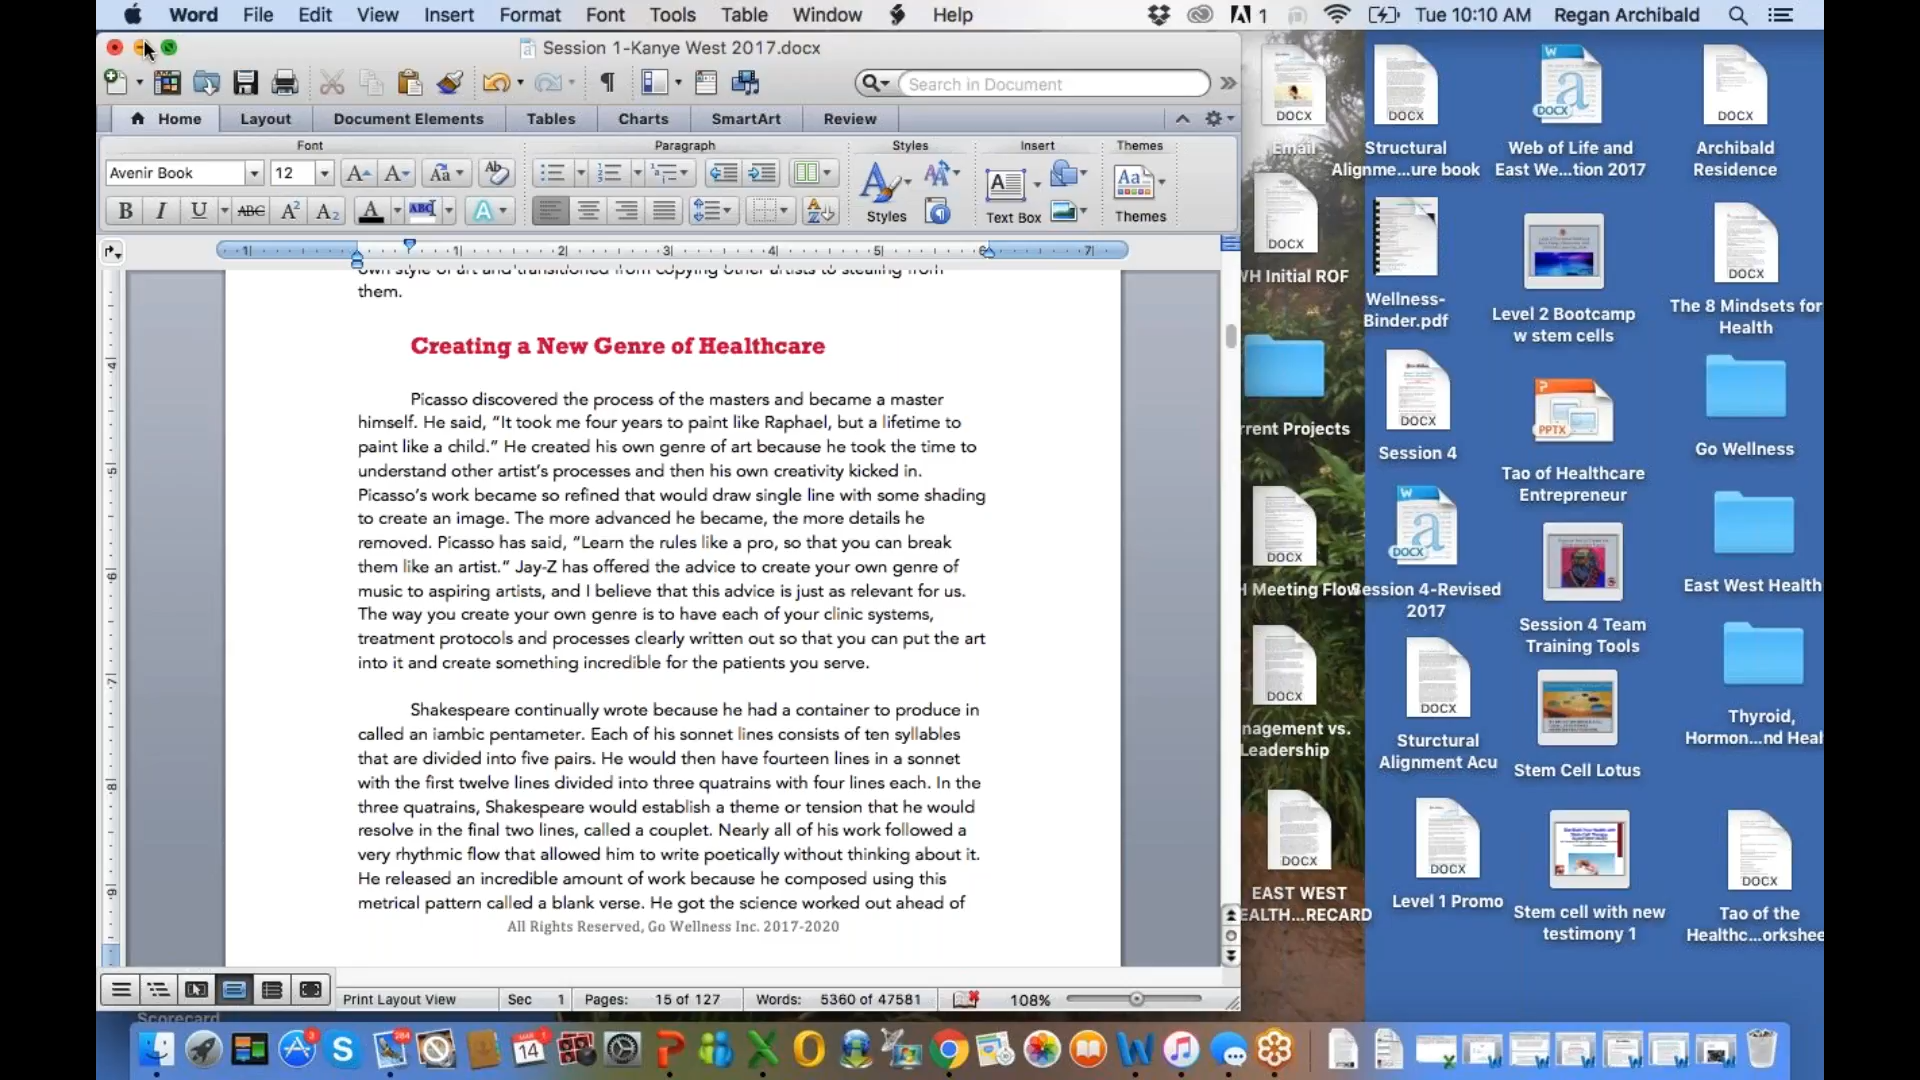 Word File Edit View Insert Format Font Tools Table Window Help 1 Tue 10:10 AM Regan Archibald
Session 1-Kanye West 2017.docx
Search in Document
Home Layout Document Elements Tables Charts SmartArt Review
Font Paragraph Styles Insert Themes
Avenir Book 12
Styles Text Box Themes
own style of art and transitioned from copying other artists to stealing from
them.
Creating a New Genre of Healthcare
Picasso discovered the process of the masters and became a master
himself. He said, “It took me four years to paint like Raphael, but a lifetime to
paint like a child.” He created his own genre of art because he took the time to
understand other artist’s processes and then his own creativity kicked in.
Picasso’s work became so refined that would draw single line with some shading
to create an image. The more advanced he became, the more details he
removed. Picasso has said, “Learn the rules like a pro, so that you can break
them like an artist.” Jay-Z has offered the advice to create your own genre of
music to aspiring artists, and I believe that this advice is just as relevant for us.
The way you create your own genre is to have each of your clinic systems,
treatment protocols and processes clearly written out so that you can put the art
into it and create something incredible for the patients you serve.
Shakespeare continually wrote because he had a container to produce in
called an iambic pentameter. Each of his sonnet lines consists of ten syllables
that are divided into five pairs. He would then have fourteen lines in a sonnet
with the first twelve lines divided into three quatrains with four lines each. In the
three quatrains, Shakespeare would establish a theme or tension that he would
resolve in the final two lines, called a couplet. Nearly all of his work followed a
very rhythmic flow that allowed him to write poetically without thinking about it.
He released an incredible amount of work because he composed using this
metrical pattern called a blank verse. He got the science worked out ahead of
All Rights Reserved, Go Wellness Inc. 2017-2020
Print Layout View Sec 1 Pages: 15 of 127 Words: 5360 of 47581 108%
Scorecard
Email
WH Initial ROF
rrent Projects
H Meeting Flow
nagement vs.
Leadership
EAST WEST
EALTH...RECARD
Structural
Alignme...ure book
Wellness-
Binder.pdf
Session 4
Session 4-Revised
2017
Sturctural
Alignment Acu
Level 1 Promo
Web of Life and
East We...tion 2017
Level 2 Bootcamp
w stem cells
Tao of Healthcare
Entrepreneur
Session 4 Team
Training Tools
Stem Cell Lotus
Stem cell with new
testimony 1
Archibald
Residence
The 8 Mindsets for
Health
Go Wellness
East West Health
Thyroid,
Hormon...nd Heal
Tao of the
Healthc...orkshee